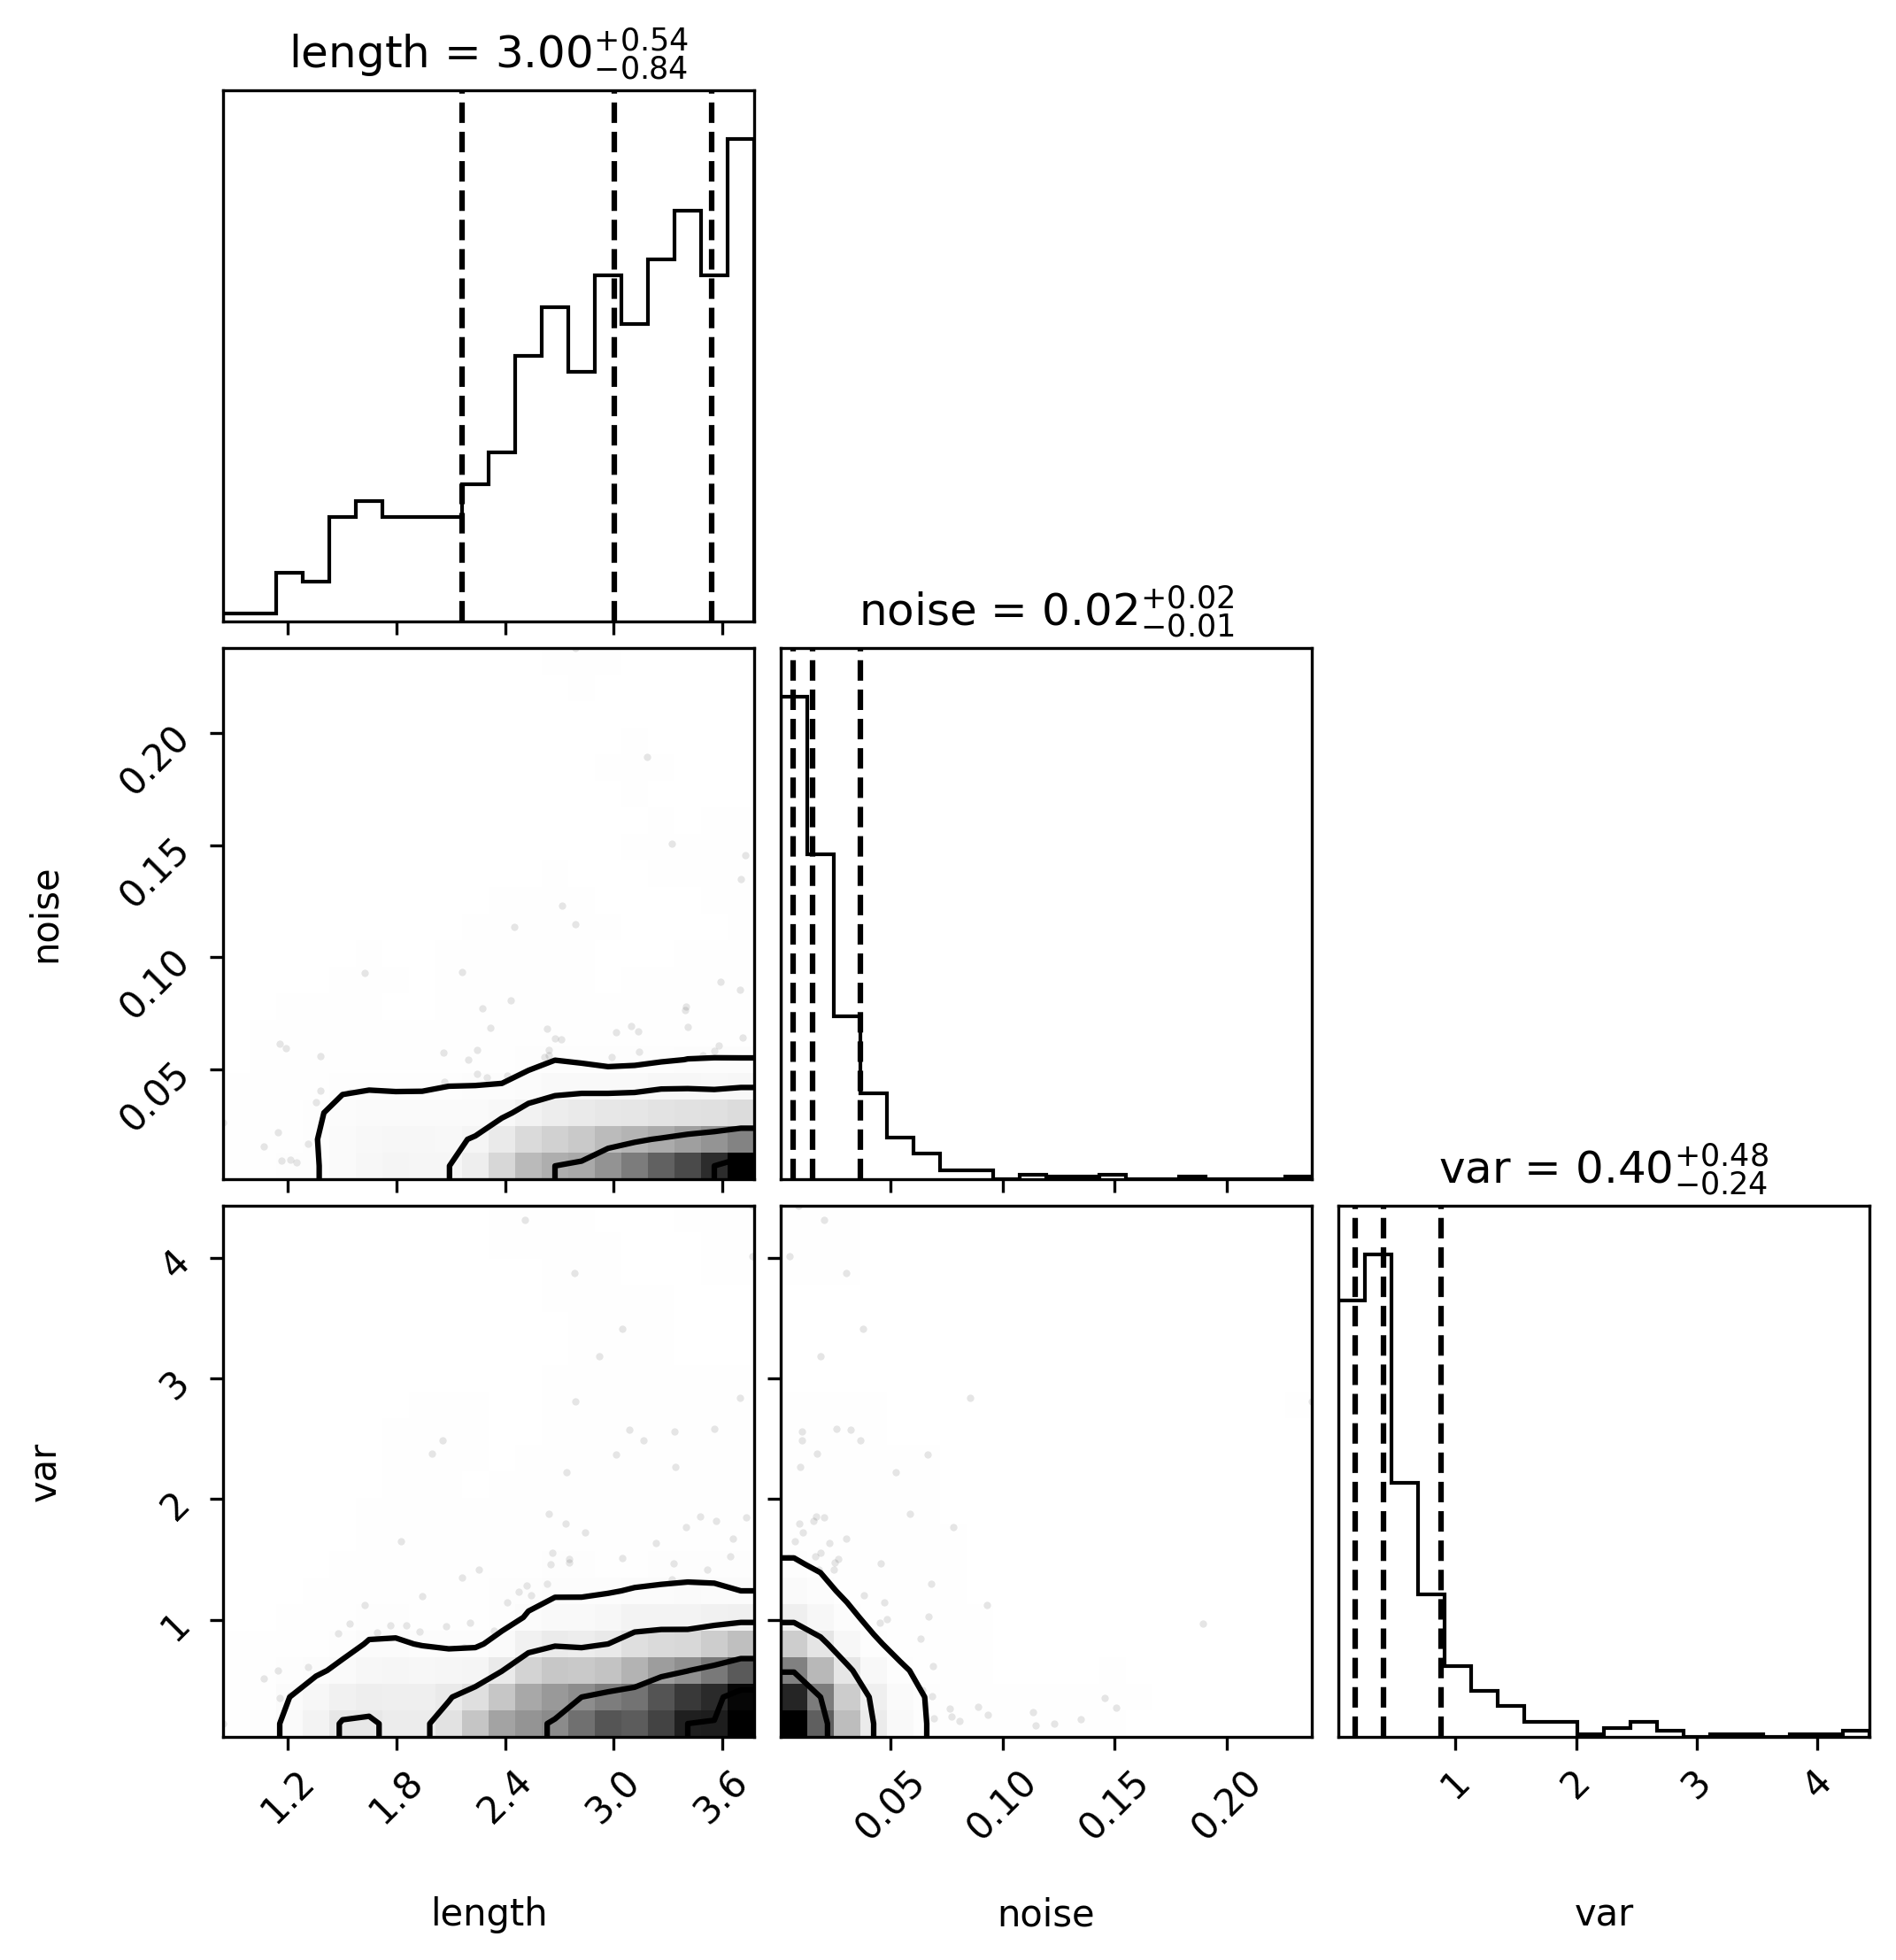 length = 3.00+0.54 −0.84
noise = 0.02+0.02 −0.01
0.20
0.15
0.10
0.05
noise
var = 0.40+0.48 −0.24
4
3
2
1
var
1.2 1.8 2.4 3.0 3.6 0.05 0.10 0.15 0.20 1 2 3 4
length noise var